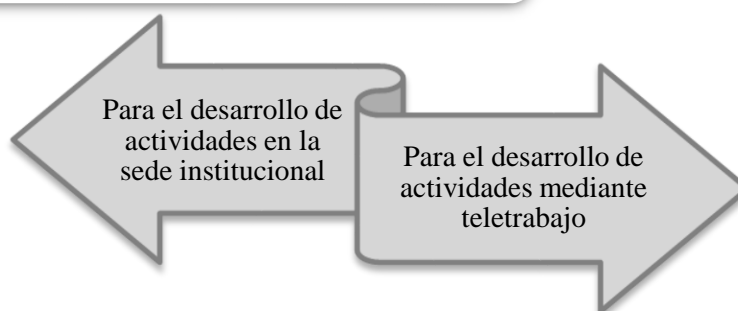 Para el desarrollo de
actividades en la
sede institucional
Para el desarrollo de
actividades mediante
teletrabajo